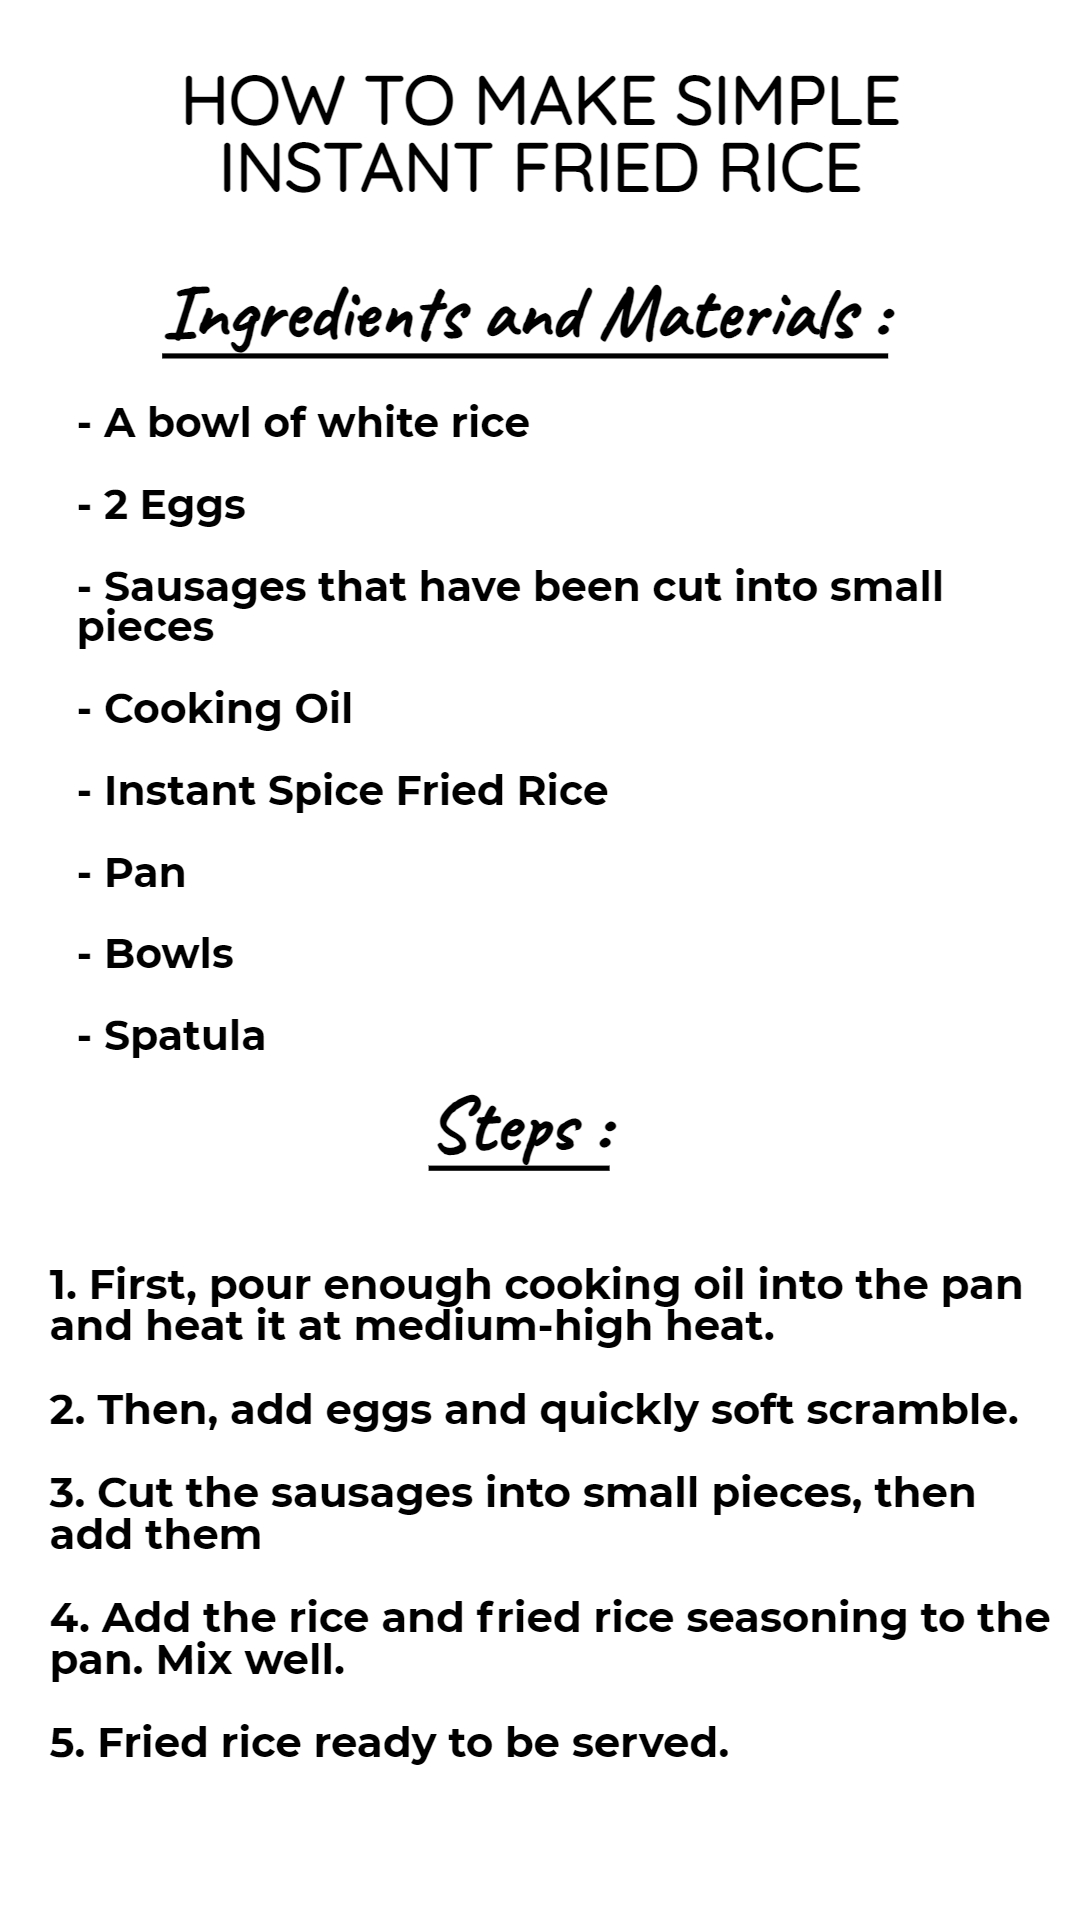 HOW TO MAKE SIMPLE
INSTANT FRIED RICE
Ingredients and Materials :
- A bowl of white rice
- 2 Eggs
- Sausages that have been cut into small
pieces
- Cooking Oil
- Instant Spice Fried Rice
- Pan
- Bowls
- Spatula
Steps :
1. First, pour enough cooking oil into the pan
and heat it at medium-high heat.
2. Then, add eggs and quickly soft scramble.
3. Cut the sausages into small pieces, then
add them
4. Add the rice and fried rice seasoning to the
pan. Mix well.
5. Fried rice ready to be served.